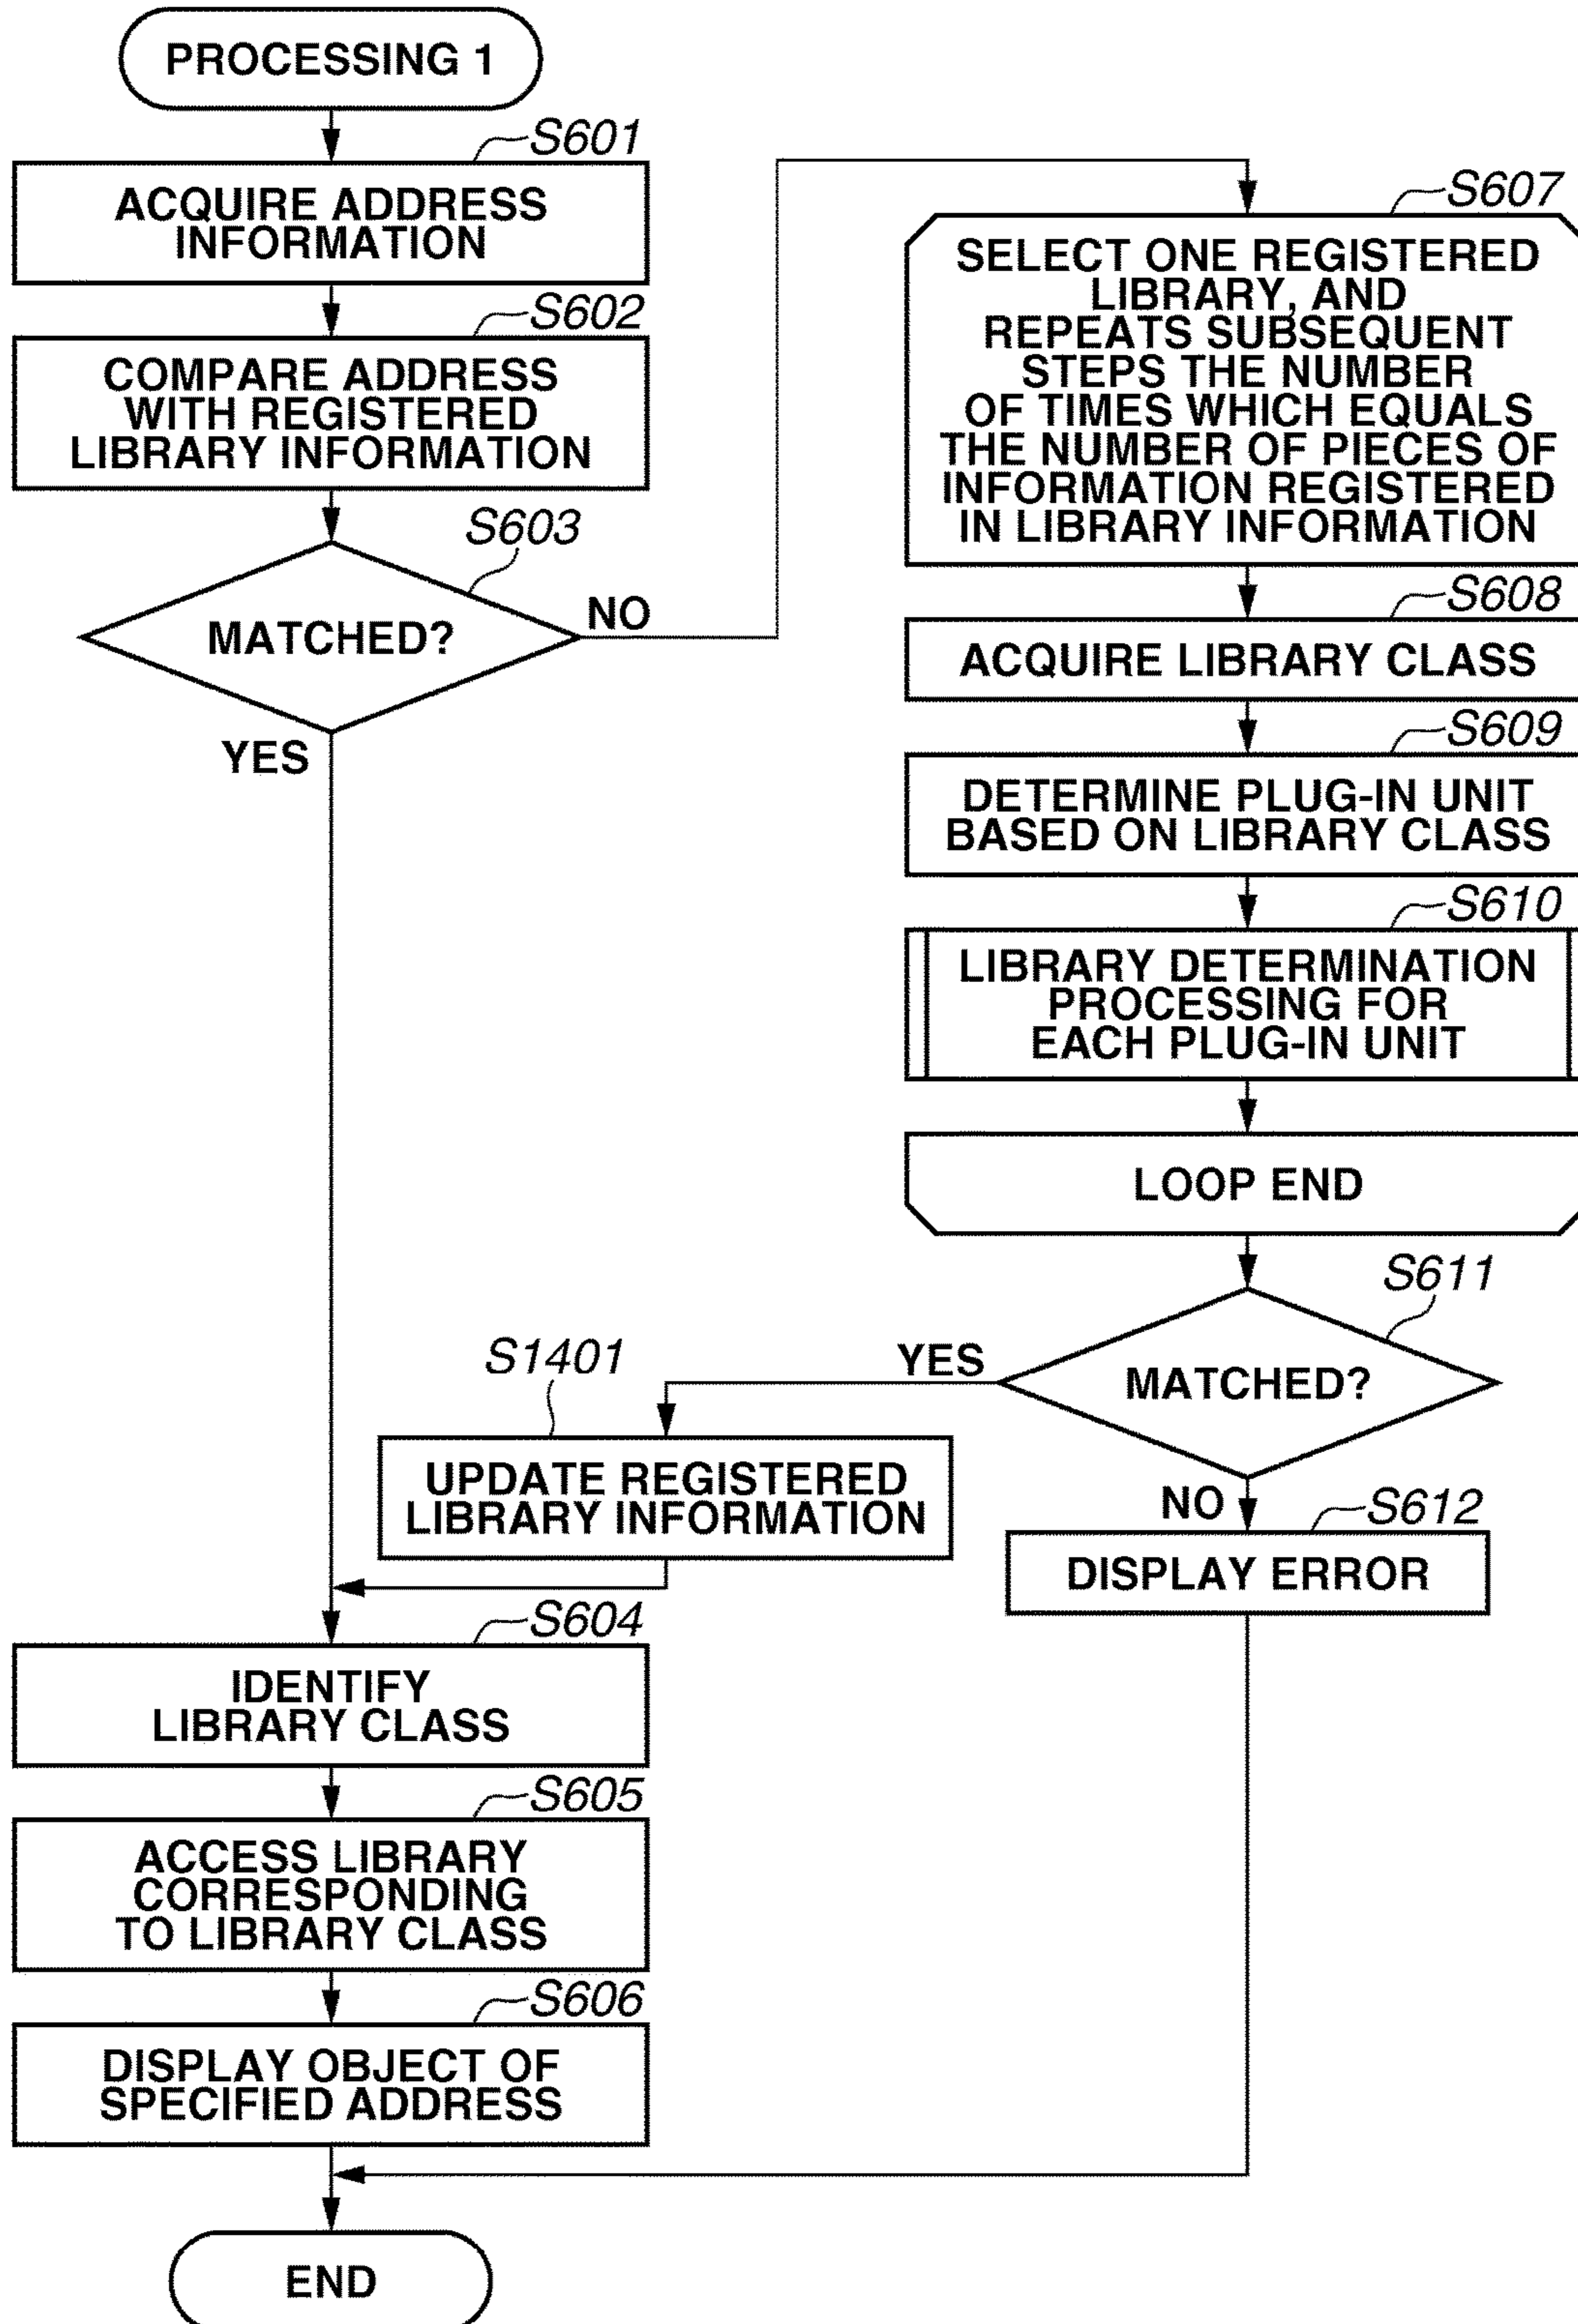 PROCESSING 1
S601
ACQUIRE ADDRESS
INFORMATION
S602
COMPARE ADDRESS
WITH REGISTERED
LIBRARY INFORMATION
S603
MATCHED?
NO
YES
S607
SELECT ONE REGISTERED
LIBRARY, AND
REPEATS SUBSEQUENT
STEPS THE NUMBER
OF TIMES WHICH EQUALS
THE NUMBER OF PIECES OF
INFORMATION REGISTERED
IN LIBRARY INFORMATION
S608
ACQUIRE LIBRARY CLASS
S609
DETERMINE PLUG-IN UNIT
BASED ON LIBRARY CLASS
S610
LIBRARY DETERMINATION
PROCESSING FOR
EACH PLUG-IN UNIT
LOOP END
S611
MATCHED?
YES
NO
S1401
UPDATE REGISTERED
LIBRARY INFORMATION
S612
DISPLAY ERROR
S604
IDENTIFY
LIBRARY CLASS
S605
ACCESS LIBRARY
CORRESPONDING
TO LIBRARY CLASS
S606
DISPLAY OBJECT OF
SPECIFIED ADDRESS
END